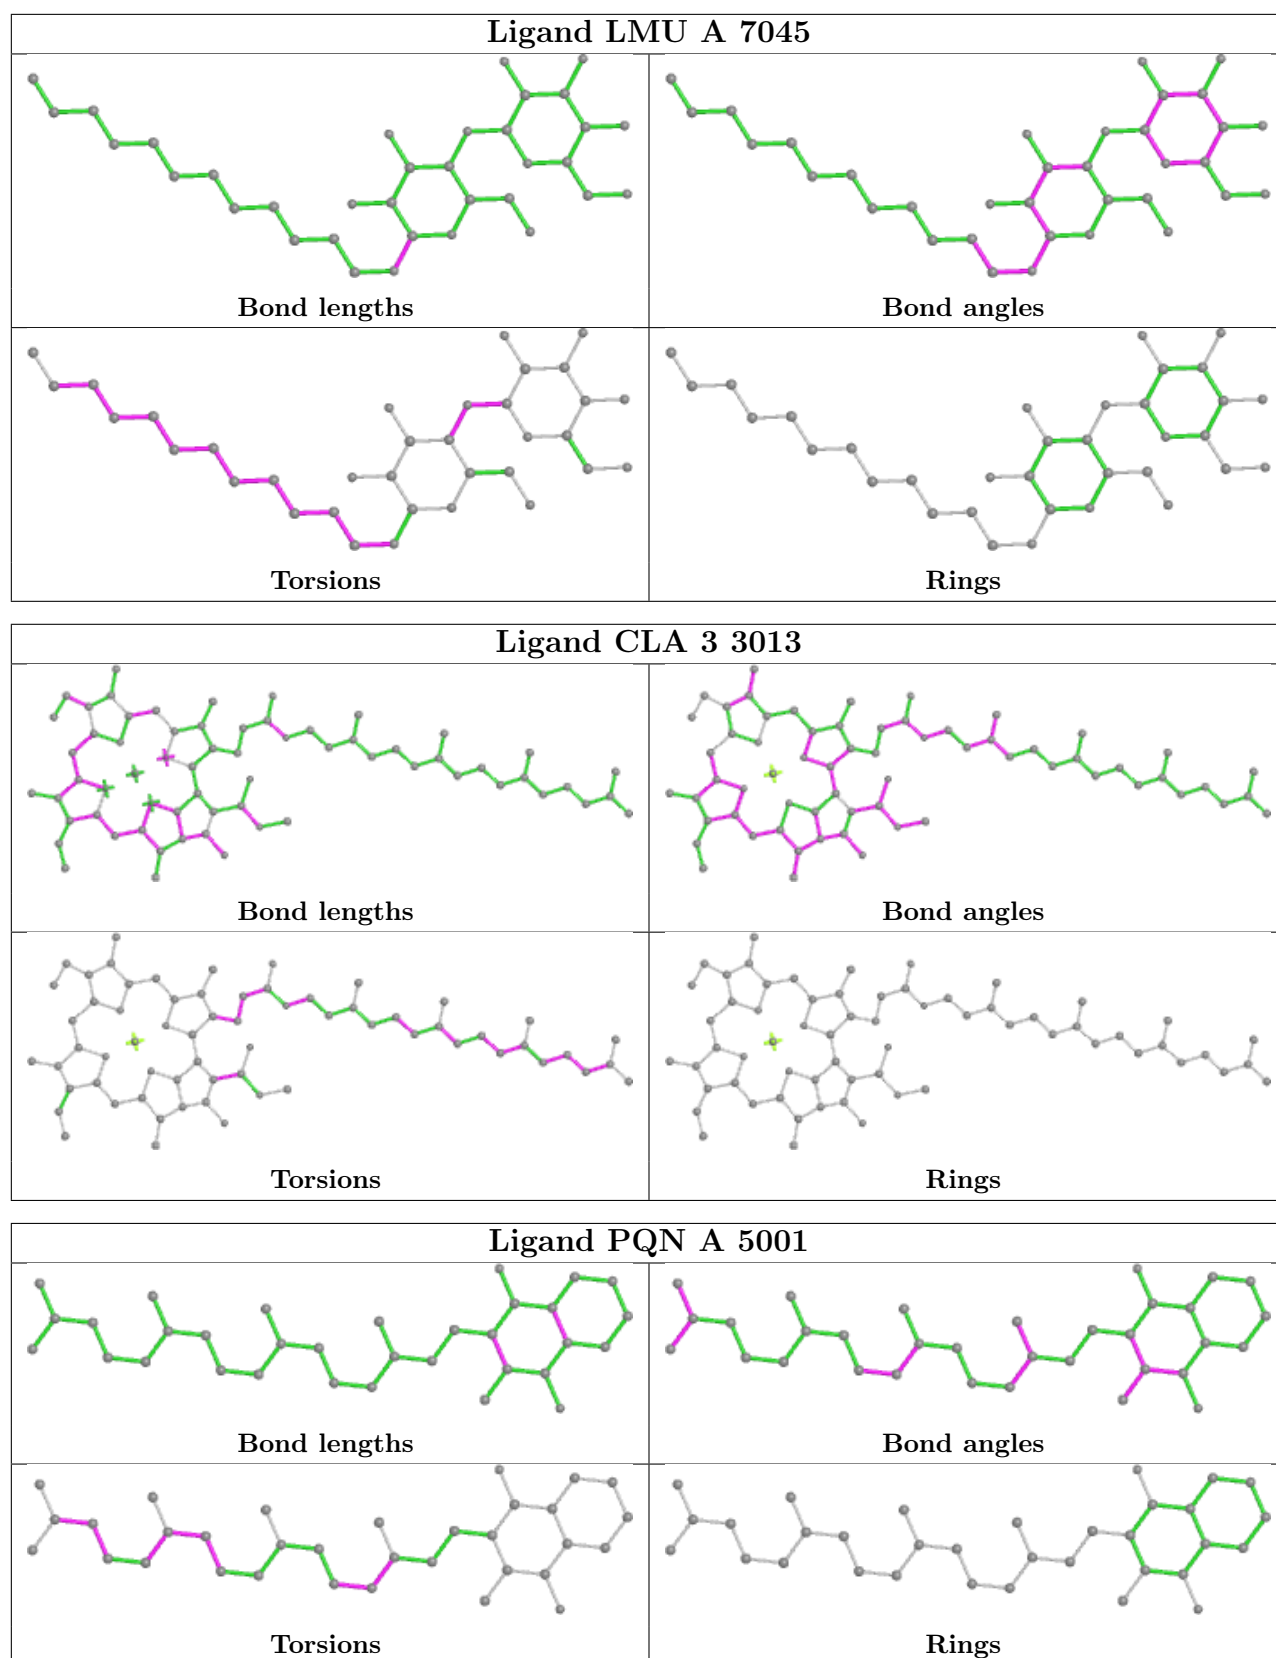 Ligand LMU A 7045
Bond lengths
Bond angles
Torsions
Rings
Ligand CLA 3 3013
Bond lengths
Bond angles
Torsions
Rings
Ligand PQN A 5001
Bond lengths
Bond angles
Torsions
Rings